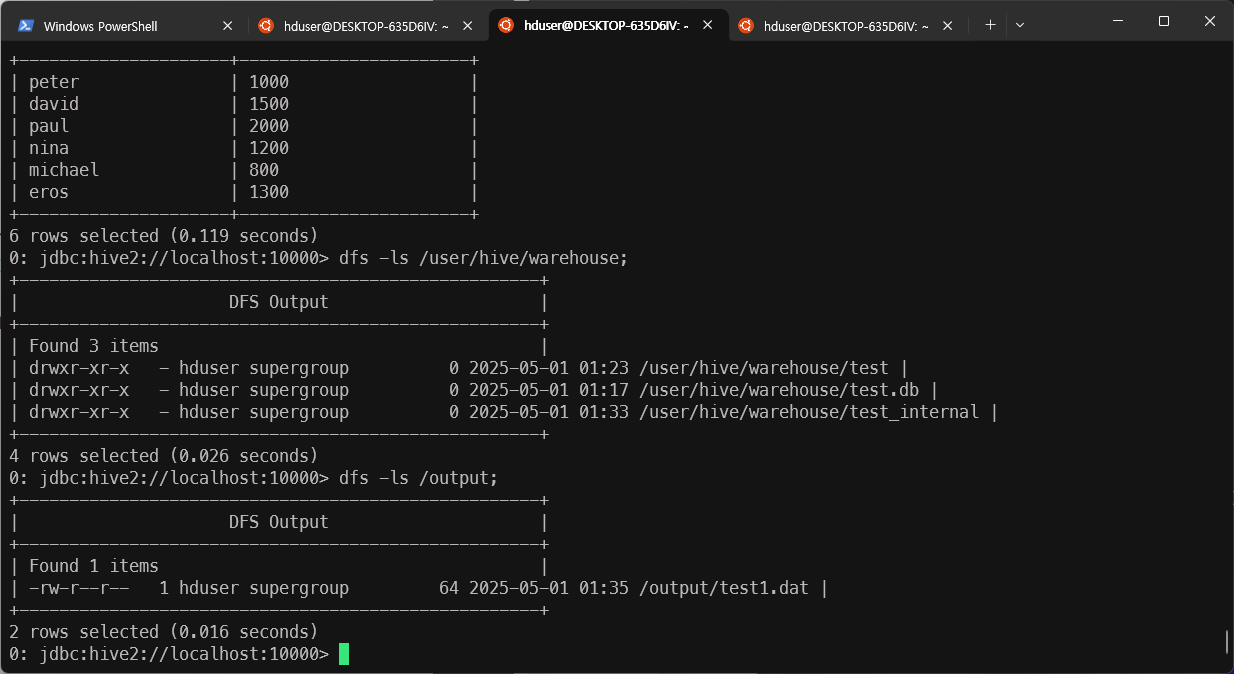 Windows PowerShell hduser@DESKTOP-635D6IV: ~ hduser@DESKTOP-635D6IV: ~ hduser@DESKTOP-635D6IV: ~
+---------------------+-----------------------+
| peter               | 1000                  |
| david               | 1500                  |
| paul                | 2000                  |
| nina                | 1200                  |
| michael             | 800                   |
| eros                | 1300                  |
+---------------------+-----------------------+
6 rows selected (0.119 seconds)
0: jdbc:hive2://localhost:10000> dfs -ls /user/hive/warehouse;
+----------------------------------------------------+
|                     DFS Output                     |
+----------------------------------------------------+
| Found 3 items                                      |
| drwxr-xr-x   - hduser supergroup          0 2025-05-01 01:23 /user/hive/warehouse/test |
| drwxr-xr-x   - hduser supergroup          0 2025-05-01 01:17 /user/hive/warehouse/test.db |
| drwxr-xr-x   - hduser supergroup          0 2025-05-01 01:33 /user/hive/warehouse/test_internal |
+----------------------------------------------------+
4 rows selected (0.026 seconds)
0: jdbc:hive2://localhost:10000> dfs -ls /output;
+----------------------------------------------------+
|                     DFS Output                     |
+----------------------------------------------------+
| Found 1 items                                      |
| -rw-r--r--   1 hduser supergroup         64 2025-05-01 01:35 /output/test1.dat |
+----------------------------------------------------+
2 rows selected (0.016 seconds)
0: jdbc:hive2://localhost:10000>